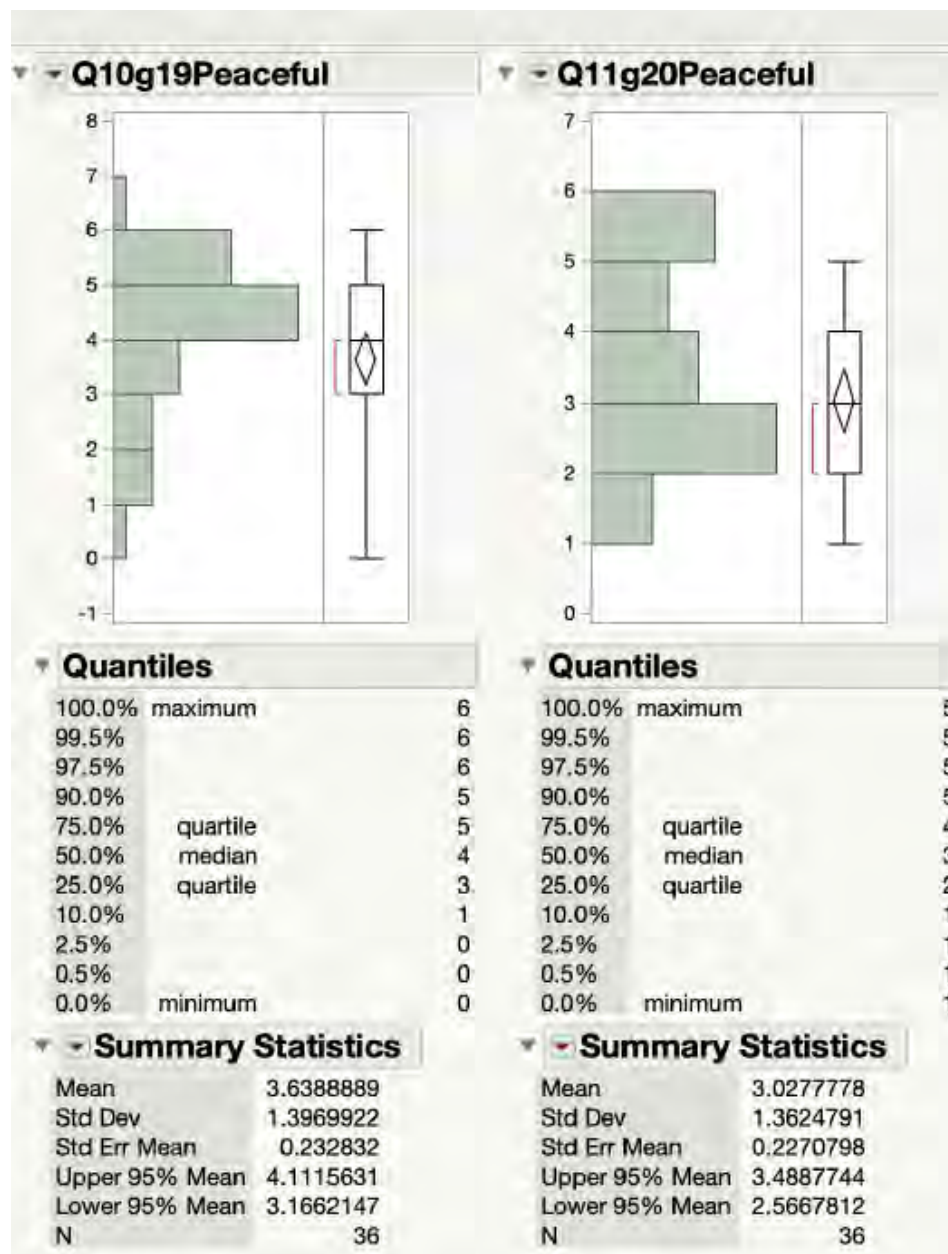 Q10g19Peaceful
8
7
6
5
4
3
2
1
0
-1
Quantiles
100.0% maximum 6
99.5% 6
97.5% 6
90.0% 5
75.0% quartile 5
50.0% median 4
25.0% quartile 3
10.0% 1
2.5% 0
0.5% 0
0.0% minimum 0
Summary Statistics
Mean 3.6388889
Std Dev 1.3969922
Std Err Mean 0.232832
Upper 95% Mean 4.1115631
Lower 95% Mean 3.1662147
N 36
Q11g20Peaceful
7
6
5
4
3
2
1
0
Quantiles
100.0% maximum
99.5%
97.5%
90.0%
75.0% quartile
50.0% median
25.0% quartile
10.0%
2.5%
0.5%
0.0% minimum
Summary Statistics
Mean 3.0277778
Std Dev 1.3624791
Std Err Mean 0.2270798
Upper 95% Mean 3.4887744
Lower 95% Mean 2.5667812
N 36